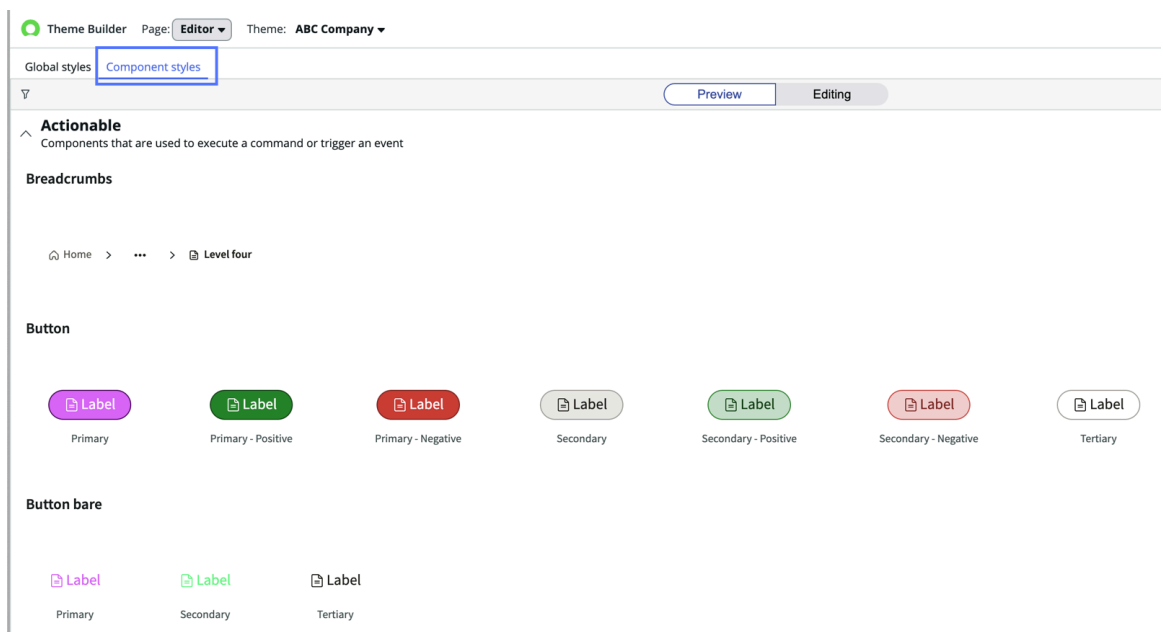 Theme Builder Page: Editor Theme: ABC Company
Global styles Component styles
Preview Editing
Actionable
Components that are used to execute a command or trigger an event
Breadcrumbs
Home > ••• > Level four
Button
Label Label Label Label Label Label Label
Primary Primary - Positive Primary - Negative Secondary Secondary - Positive Secondary - Negative Tertiary
Button bare
Label Label Label
Primary Secondary Tertiary